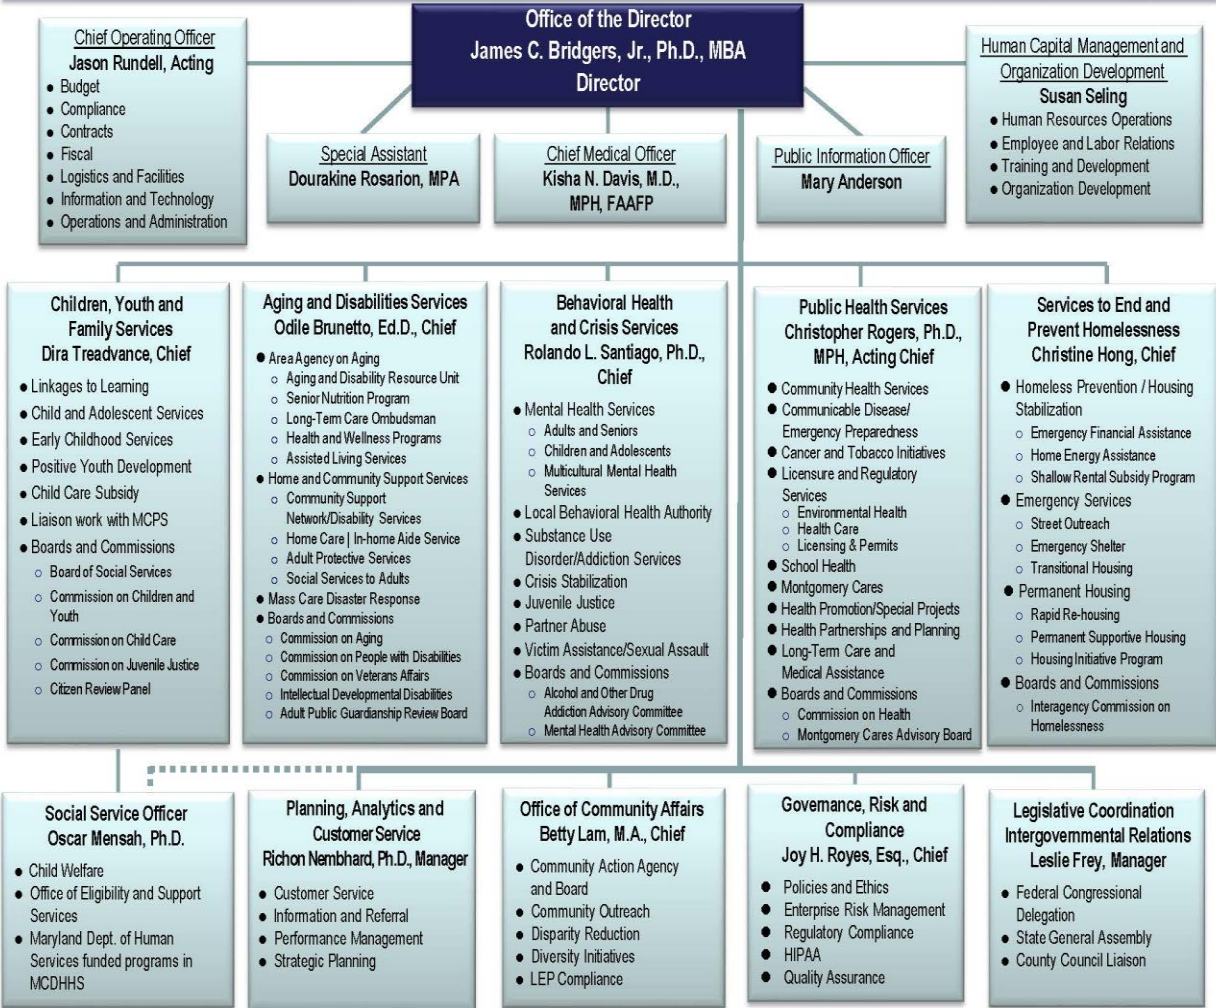 Office of the Director
James C. Bridgers, Jr., Ph.D., MBA
Director
Chief Operating Officer
Jason Rundell, Acting
● Budget
● Compliance
● Contracts
● Fiscal
● Logistics and Facilities
● Information and Technology
● Operations and Administration
Special Assistant
Dourakine Rosarion, MPA
Chief Medical Officer
Kisha N. Davis, M.D.,
MPH, FAAFP
Public Information Officer
Mary Anderson
Human Capital Management and
Organization Development
Susan Seling
● Human Resources Operations
● Employee and Labor Relations
● Training and Development
● Organization Development
Children, Youth and
Family Services
Dira Treadvance, Chief
● Linkages to Learning
● Child and Adolescent Services
● Early Childhood Services
● Positive Youth Development
● Child Care Subsidy
● Liaison work with MCPS
● Boards and Commissions
○ Board of Social Services
○ Commission on Children and
Youth
○ Commission on Child Care
○ Commission on Juvenile Justice
○ Citizen Review Panel
Aging and Disabilities Services
Odile Brunetto, Ed.D., Chief
● Area Agency on Aging
○ Aging and Disability Resource Unit
○ Senior Nutrition Program
○ Long-Term Care Ombudsman
○ Health and Wellness Programs
○ Assisted Living Services
● Home and Community Support Services
○ Community Support
Network/Disability Services
○ Home Care | In-home Aide Service
○ Adult Protective Services
○ Social Services to Adults
● Mass Care Disaster Response
● Boards and Commissions
○ Commission on Aging
○ Commission on People with Disabilities
○ Commission on Veterans Affairs
○ Intellectual Developmental Disabilities
○ Adult Public Guardianship Review Board
Behavioral Health
and Crisis Services
Rolando L. Santiago, Ph.D.,
Chief
● Mental Health Services
○ Adults and Seniors
○ Children and Adolescents
○ Multicultural Mental Health
Services
● Local Behavioral Health Authority
● Substance Use
Disorder/Addiction Services
● Crisis Stabilization
● Juvenile Justice
● Partner Abuse
● Victim Assistance/Sexual Assault
● Boards and Commissions
○ Alcohol and Other Drug
Addiction Advisory Committee
○ Mental Health Advisory Committee
Public Health Services
Christopher Rogers, Ph.D.,
MPH, Acting Chief
● Community Health Services
● Communicable Disease/
Emergency Preparedness
● Cancer and Tobacco Initiatives
● Licensure and Regulatory
Services
○ Environmental Health
○ Health Care
○ Licensing & Permits
● School Health
● Montgomery Cares
● Health Promotion/Special Projects
● Health Partnerships and Planning
● Long-Term Care and
Medical Assistance
● Boards and Commissions
○ Commission on Health
○ Montgomery Cares Advisory Board
Services to End and
Prevent Homelessness
Christine Hong, Chief
● Homeless Prevention / Housing
Stabilization
○ Emergency Financial Assistance
○ Home Energy Assistance
○ Shallow Rental Subsidy Program
● Emergency Services
○ Street Outreach
○ Emergency Shelter
○ Transitional Housing
● Permanent Housing
○ Rapid Re-housing
○ Permanent Supportive Housing
○ Housing Initiative Program
● Boards and Commissions
○ Interagency Commission on
Homelessness
Social Service Officer
Oscar Mensah, Ph.D.
● Child Welfare
● Office of Eligibility and Support
Services
● Maryland Dept. of Human
Services funded programs in
MCDHHS
Planning, Analytics and
Customer Service
Richon Nembhard, Ph.D., Manager
● Customer Service
● Information and Referral
● Performance Management
● Strategic Planning
Office of Community Affairs
Betty Lam, M.A., Chief
● Community Action Agency
and Board
● Community Outreach
● Disparity Reduction
● Diversity Initiatives
● LEP Compliance
Governance, Risk and
Compliance
Joy H. Royes, Esq., Chief
● Policies and Ethics
● Enterprise Risk Management
● Regulatory Compliance
● HIPAA
● Quality Assurance
Legislative Coordination
Intergovernmental Relations
Leslie Frey, Manager
● Federal Congressional
Delegation
● State General Assembly
● County Council Liaison